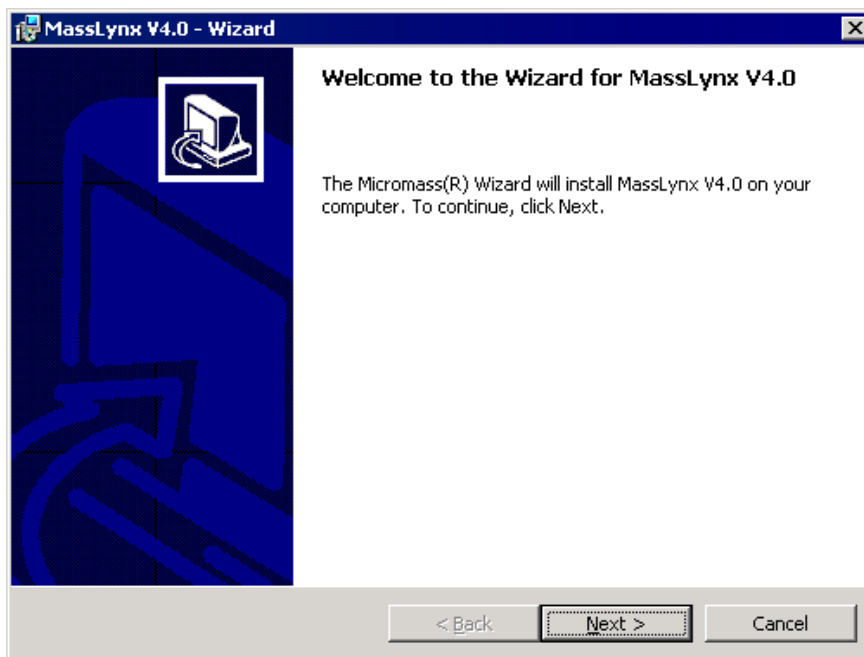 MassLynx V4.0 - Wizard
Welcome to the Wizard for MassLynx V4.0
The Micromass(R) Wizard will install MassLynx V4.0 on your
computer. To continue, click Next.
< Back
Next >
Cancel